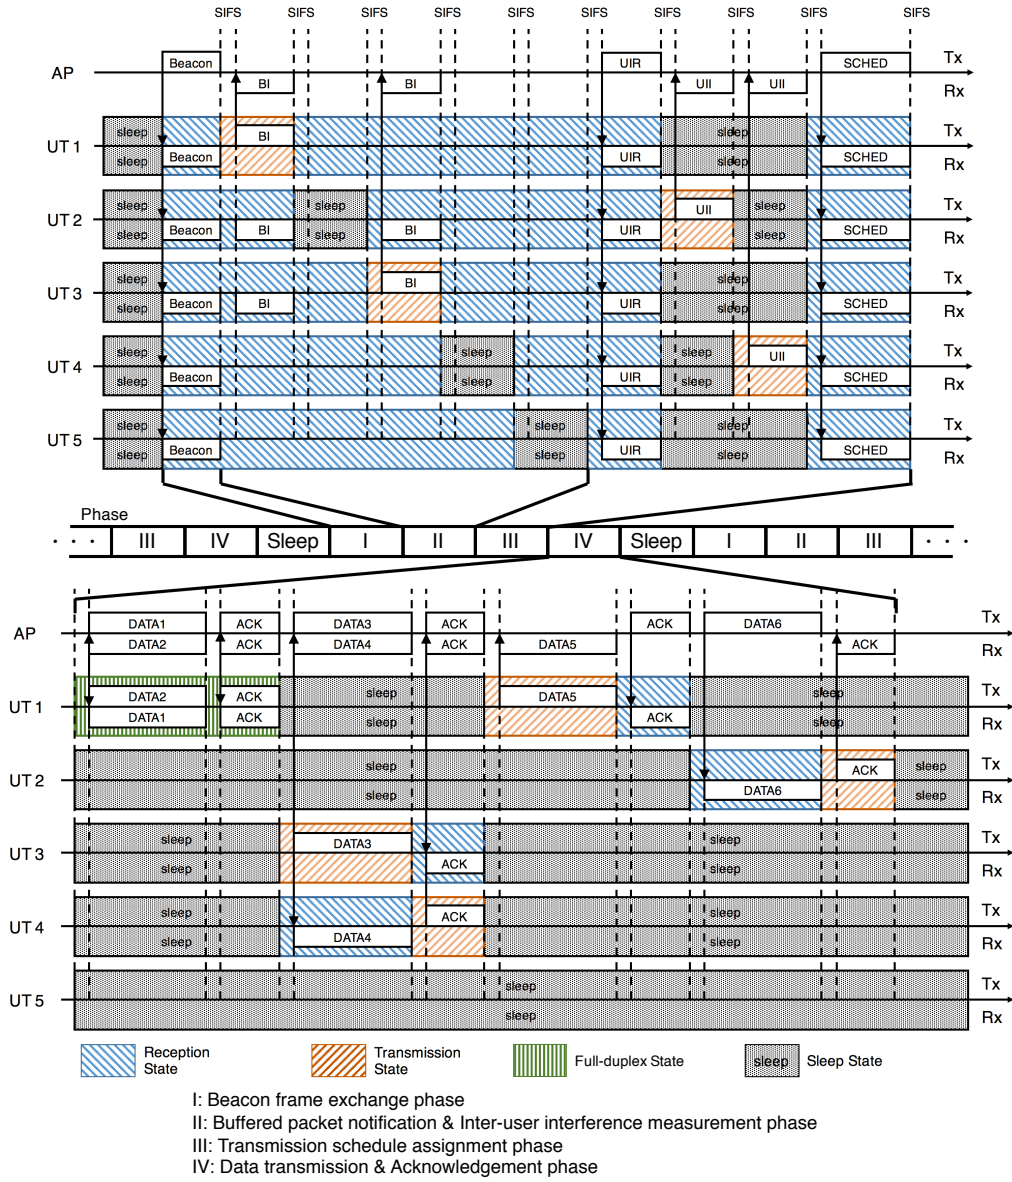 SIFS SIFS SIFS SIFS SIFS SIFS SIFS SIFS SIFS
Beacon UIR SCHED Tx
AP
BI BI UII UII Rx
sleep sleep Tx
BI
UT 1
sleep Beacon UIR sleep SCHED Rx
sleep sleep UII sleep Tx
UT 2
sleep Beacon BI sleep BI UIR sleep SCHED Rx
sleep BI sleep Tx
UT 3
sleep Beacon BI UIR sleep SCHED Rx
sleep sleep sleep UII Tx
UT 4
sleep Beacon sleep UIR sleep SCHED Rx
sleep sleep sleep Tx
UT 5
sleep Beacon sleep UIR sleep SCHED Rx
Phase
· · · III IV Sleep I II III IV Sleep I II III · · ·
DATA1 ACK DATA3 ACK ACK DATA6 Tx
AP
DATA2 ACK DATA4 ACK DATA5 ACK Rx
DATA2 ACK sleep DATA5 sleep Tx
UT 1
DATA1 ACK sleep ACK sleep Rx
sleep ACK sleep Tx
UT 2
sleep DATA6 sleep Rx
sleep DATA3 sleep Tx
UT 3
sleep ACK sleep Rx
sleep ACK sleep Tx
UT 4
sleep DATA4 sleep Rx
sleep Tx
UT 5
sleep Rx
Reception State
Transmission State
Full-duplex State
sleep Sleep State
I: Beacon frame exchange phase
II: Buffered packet notification & Inter-user interference measurement phase
III: Transmission schedule assignment phase
IV: Data transmission & Acknowledgement phase